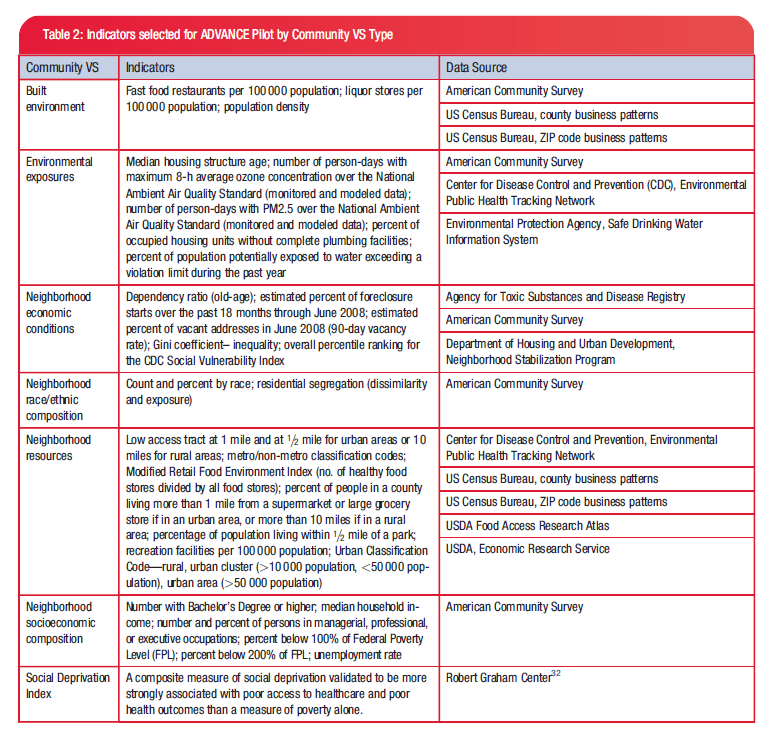 Table 2: Indicators selected for ADVANCE Pilot by Community VS Type
Community VS
Indicators
Data Source
Built
environment
Fast food restaurants per 100 000 population; liquor stores per
100 000 population; population density
American Community Survey
US Census Bureau, county business patterns
US Census Bureau, ZIP code business patterns
Environmental
exposures
Median housing structure age; number of person-days with
maximum 8-h average ozone concentration over the National
Ambient Air Quality Standard (monitored and modeled data);
number of person-days with PM2.5 over the National Ambient
Air Quality Standard (monitored and modeled data); percent of
occupied housing units without complete plumbing facilities;
percent of population potentially exposed to water exceeding a
violation limit during the past year
American Community Survey
Center for Disease Control and Prevention (CDC), Environmental
Public Health Tracking Network
Environmental Protection Agency, Safe Drinking Water
Information System
Neighborhood
economic
conditions
Dependency ratio (old-age); estimated percent of foreclosure
starts over the past 18 months through June 2008; estimated
percent of vacant addresses in June 2008 (90-day vacancy
rate); Gini coefficient– inequality; overall percentile ranking for
the CDC Social Vulnerability Index
Agency for Toxic Substances and Disease Registry
American Community Survey
Department of Housing and Urban Development,
Neighborhood Stabilization Program
Neighborhood
race/ethnic
composition
Count and percent by race; residential segregation (dissimilarity
and exposure)
American Community Survey
Neighborhood
resources
Low access tract at 1 mile and at 1/2 mile for urban areas or 10
miles for rural areas; metro/non-metro classification codes;
Modified Retail Food Environment Index (no. of healthy food
stores divided by all food stores); percent of people in a county
living more than 1 mile from a supermarket or large grocery
store if in an urban area, or more than 10 miles if in a rural
area; percentage of population living within 1/2 mile of a park;
recreation facilities per 100 000 population; Urban Classification
Code—rural, urban cluster (>10 000 population, <50 000 pop-
ulation), urban area (>50 000 population)
Center for Disease Control and Prevention, Environmental
Public Health Tracking Network
US Census Bureau, county business patterns
US Census Bureau, ZIP code business patterns
USDA Food Access Research Atlas
USDA, Economic Research Service
Neighborhood
socioeconomic
composition
Number with Bachelor's Degree or higher; median household in-
come; number and percent of persons in managerial, professional,
or executive occupations; percent below 100% of Federal Poverty
Level (FPL); percent below 200% of FPL; unemployment rate
American Community Survey
Social Deprivation
Index
A composite measure of social deprivation validated to be more
strongly associated with poor access to healthcare and poor
health outcomes than a measure of poverty alone.
Robert Graham Center32